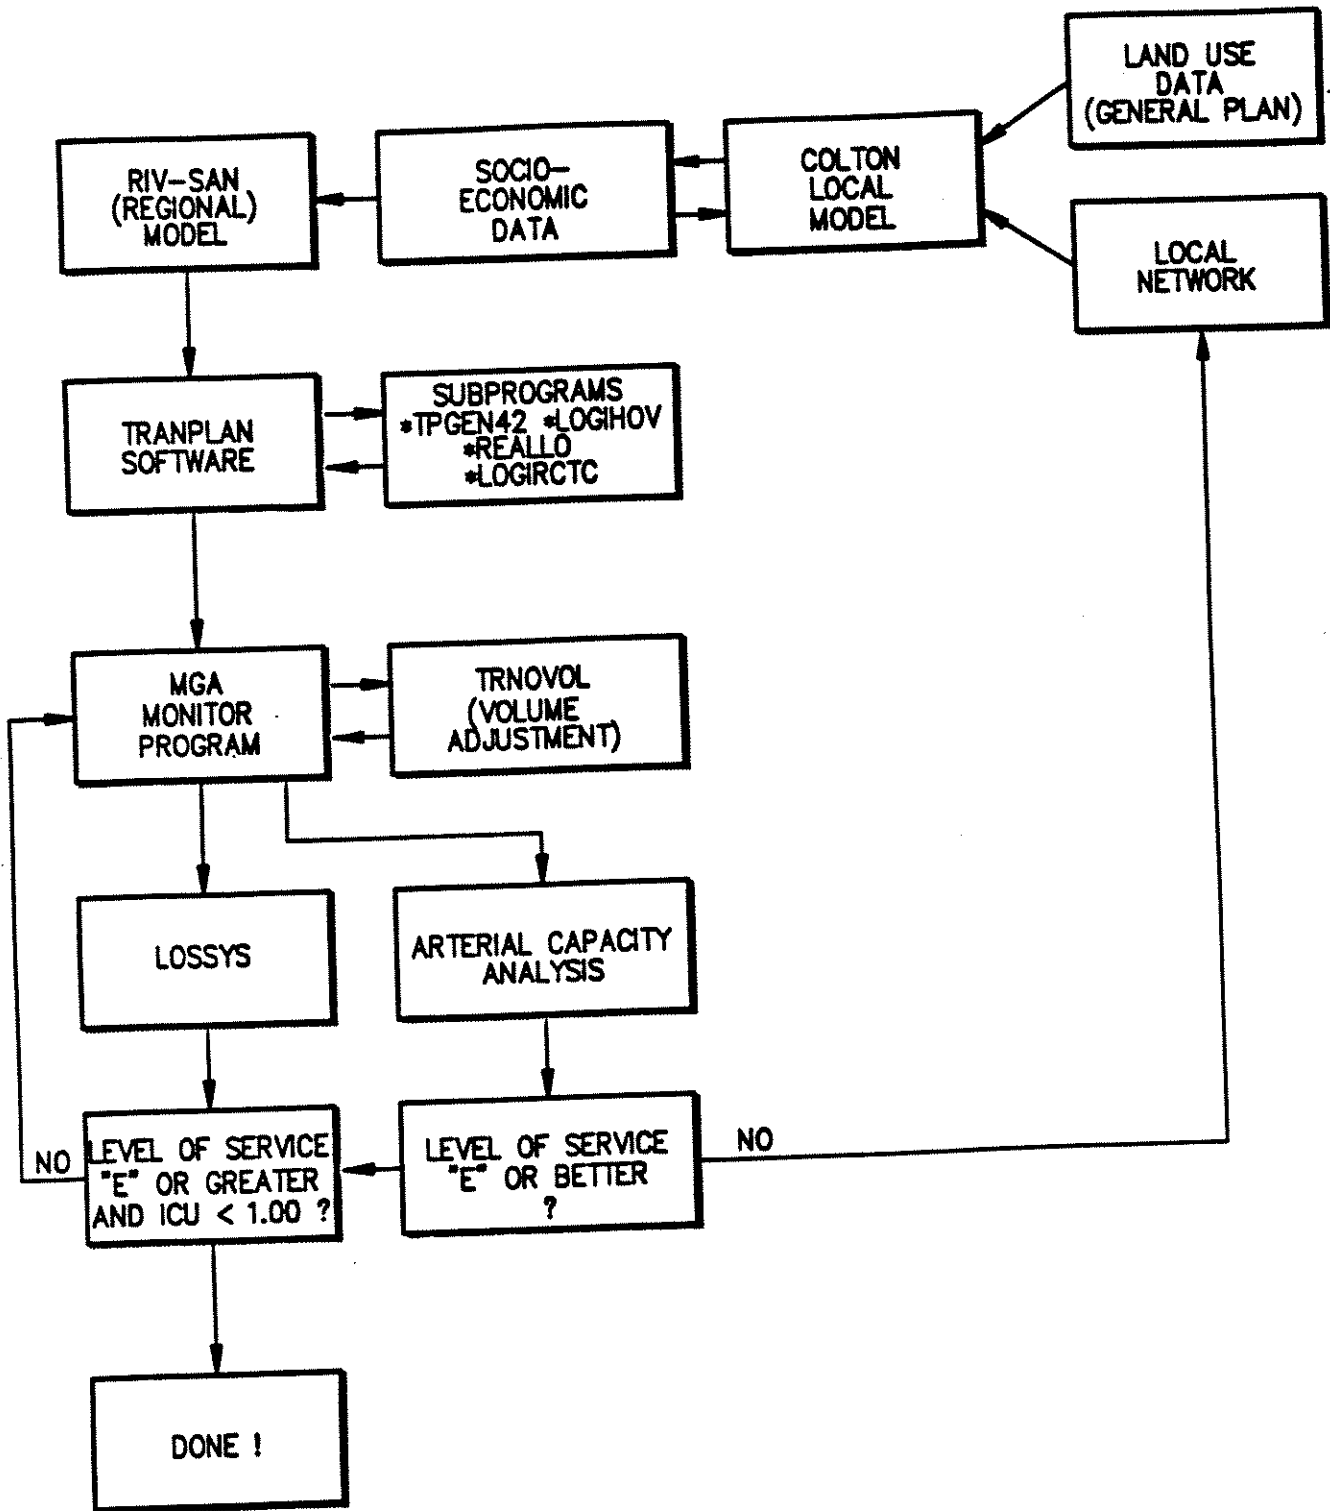 LAND USE
DATA
(GENERAL PLAN)
RIV-SAN
(REGIONAL)
MODEL
SOCIO-
ECONOMIC
DATA
COLTON
LOCAL
MODEL
LOCAL
NETWORK
TRANPLAN
SOFTWARE
SUBPROGRAMS
*TPGEN42 *LOGIHOV
*REALLO
*LOGIRCTC
MGA
MONITOR
PROGRAM
TRNOVOL
(VOLUME
ADJUSTMENT)
LOSSYS
ARTERIAL CAPACITY
ANALYSIS
NO
LEVEL OF SERVICE
"E" OR GREATER
AND ICU < 1.00 ?
LEVEL OF SERVICE
"E" OR BETTER
?
NO
DONE !